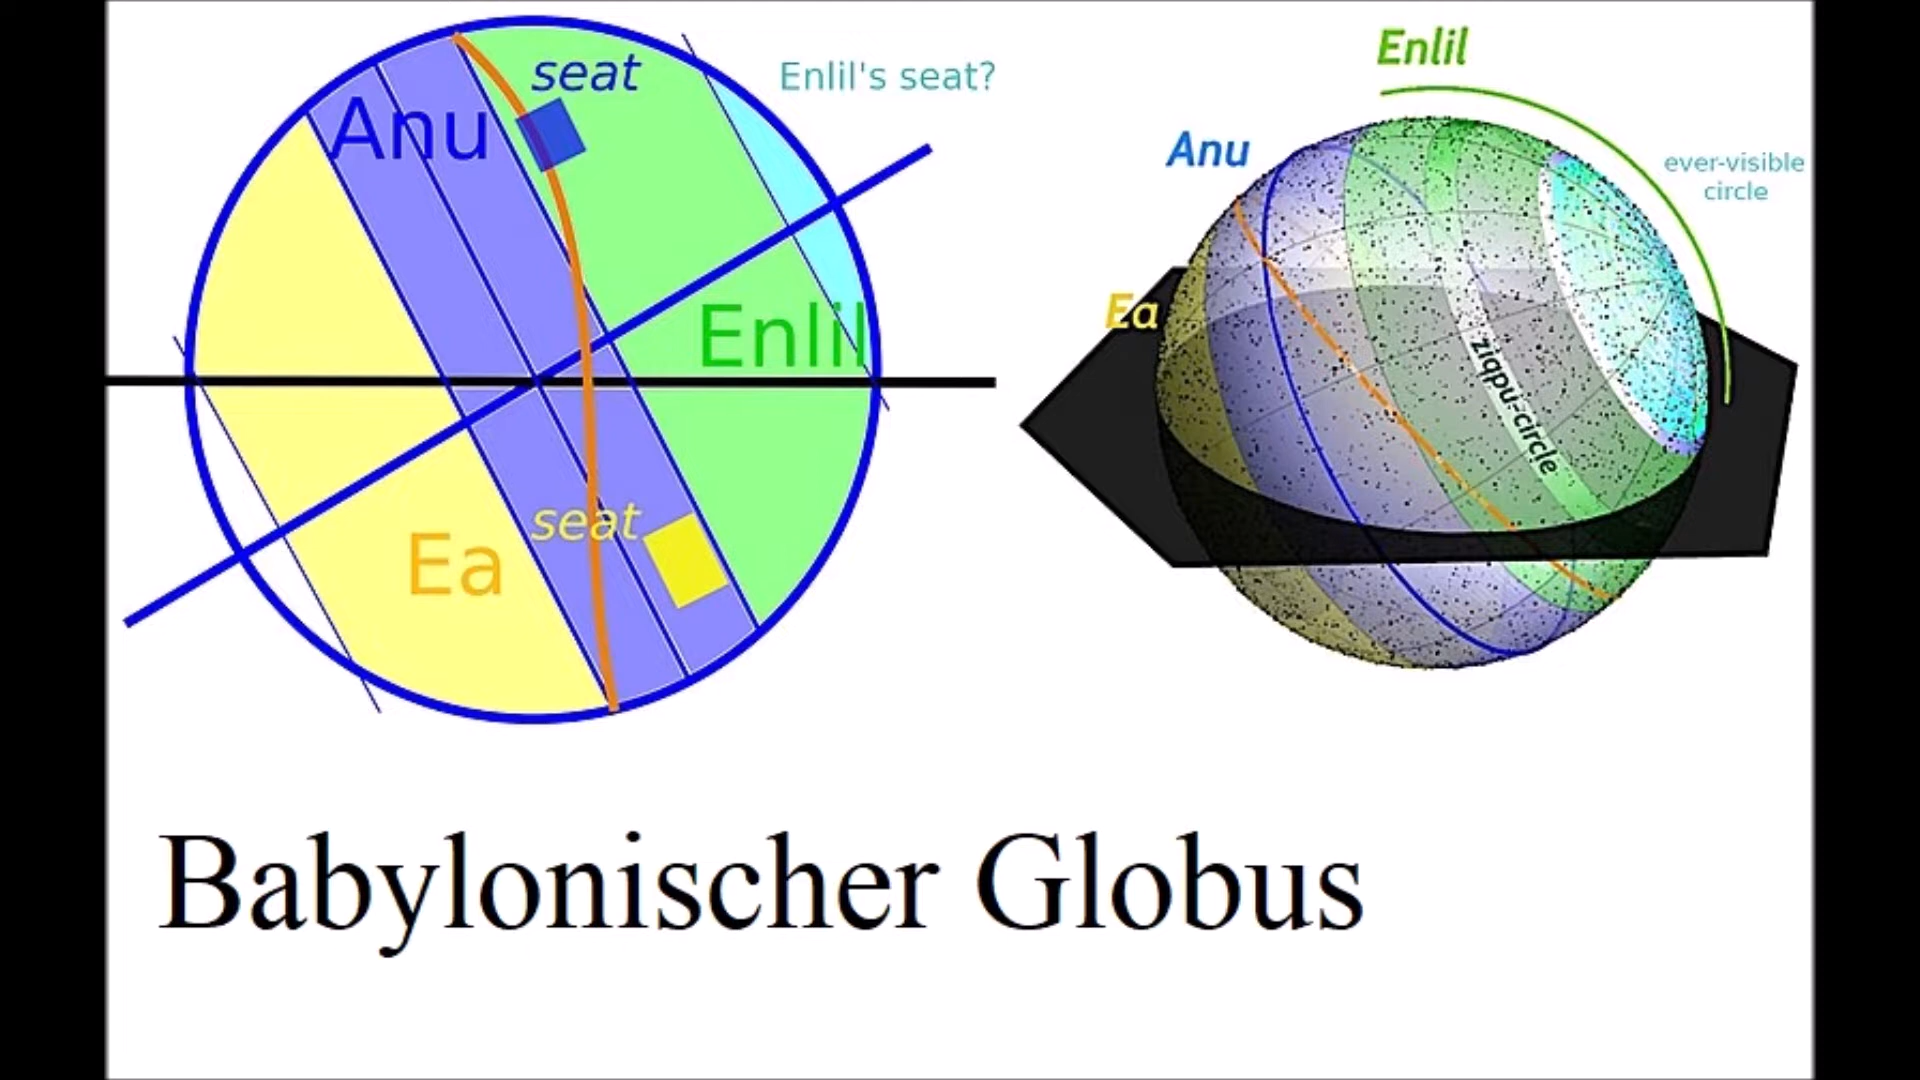 seat
Anu
Enlil's seat?
Enlil
seat
Ea
Enlil
Anu
ever-visible
circle
Ea
ziqpu-circle
Babylonischer Globus